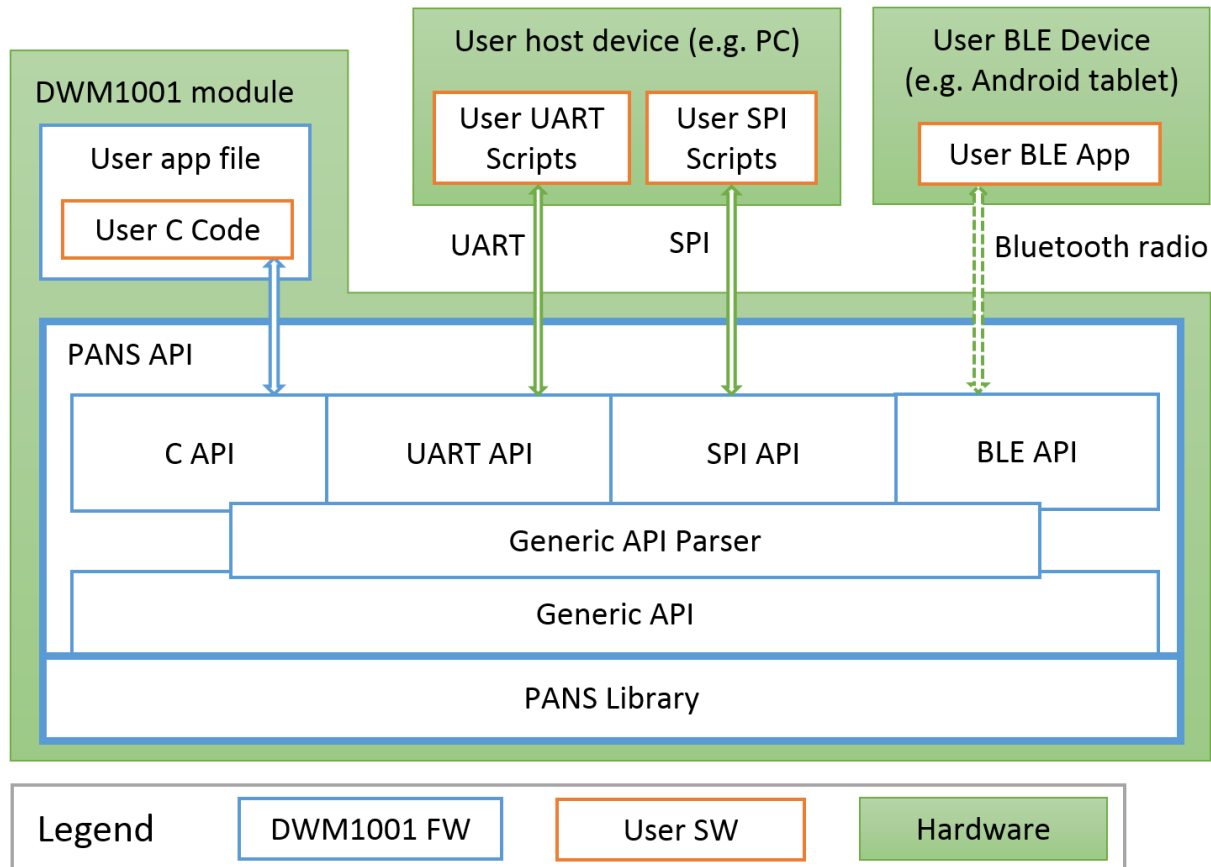 User host device (e.g. PC)
User BLE Device
(e.g. Android tablet)
DWM1001 module
User UART
Scripts
User SPI
Scripts
User BLE App
User app file
User C Code
UART
SPI
Bluetooth radio
PANS API
C API
UART API
SPI API
BLE API
Generic API Parser
Generic API
PANS Library
Legend
DWM1001 FW
User SW
Hardware